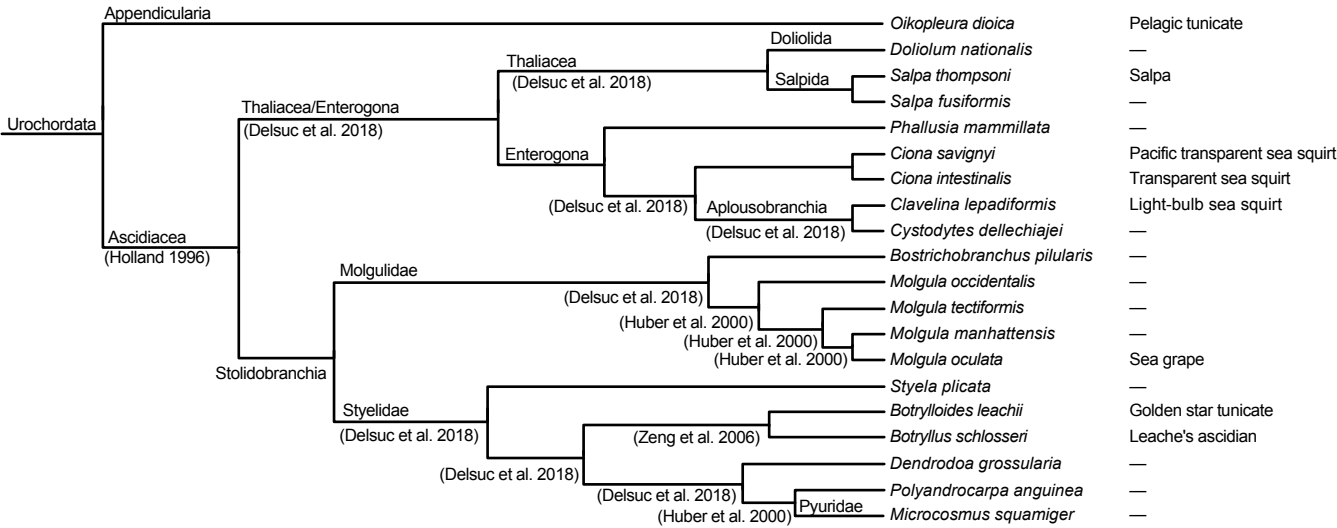 Appendicularia
Oikopleura dioica Pelagic tunicate
Doliolida
Doliolum nationalis —
Thaliacea
(Delsuc et al. 2018)
Salpida
Salpa thompsoni Salpa
Salpa fusiformis —
Thaliacea/Enterogona
(Delsuc et al. 2018)
Urochordata
Phallusia mammillata —
Enterogona
Ciona savignyi Pacific transparent sea squirt
Ciona intestinalis Transparent sea squirt
(Delsuc et al. 2018)
Aplousobranchia
(Delsuc et al. 2018)
Clavelina lepadiformis Light-bulb sea squirt
Cystodytes dellechiajei —
Ascidiacea
(Holland 1996)
Bostrichobranchus pilularis —
Molgulidae
(Delsuc et al. 2018)
Molgula occidentalis —
(Huber et al. 2000)
Molgula tectiformis —
(Huber et al. 2000)
Molgula manhattensis —
(Huber et al. 2000)
Molgula oculata Sea grape
Stolidobranchia
Styela plicata —
Styelidae
(Delsuc et al. 2018)
Botrylloides leachii Golden star tunicate
(Zeng et al. 2006)
Botryllus schlosseri Leache's ascidian
(Delsuc et al. 2018)
Dendrodoa grossularia —
(Delsuc et al. 2018)
Polyandrocarpa anguinea —
Pyuridae
(Huber et al. 2000)
Microcosmus squamiger —